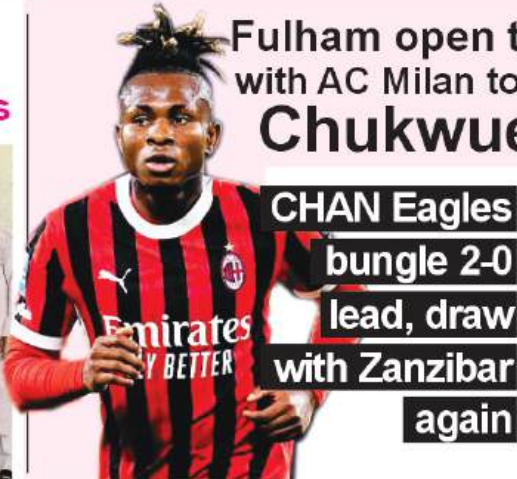 Fulham open t
with AC Milan to
Chukwue
s
CHAN Eagles
bungle 2-0
lead, draw
with Zanzibar
again
Emirates
Y BETTER